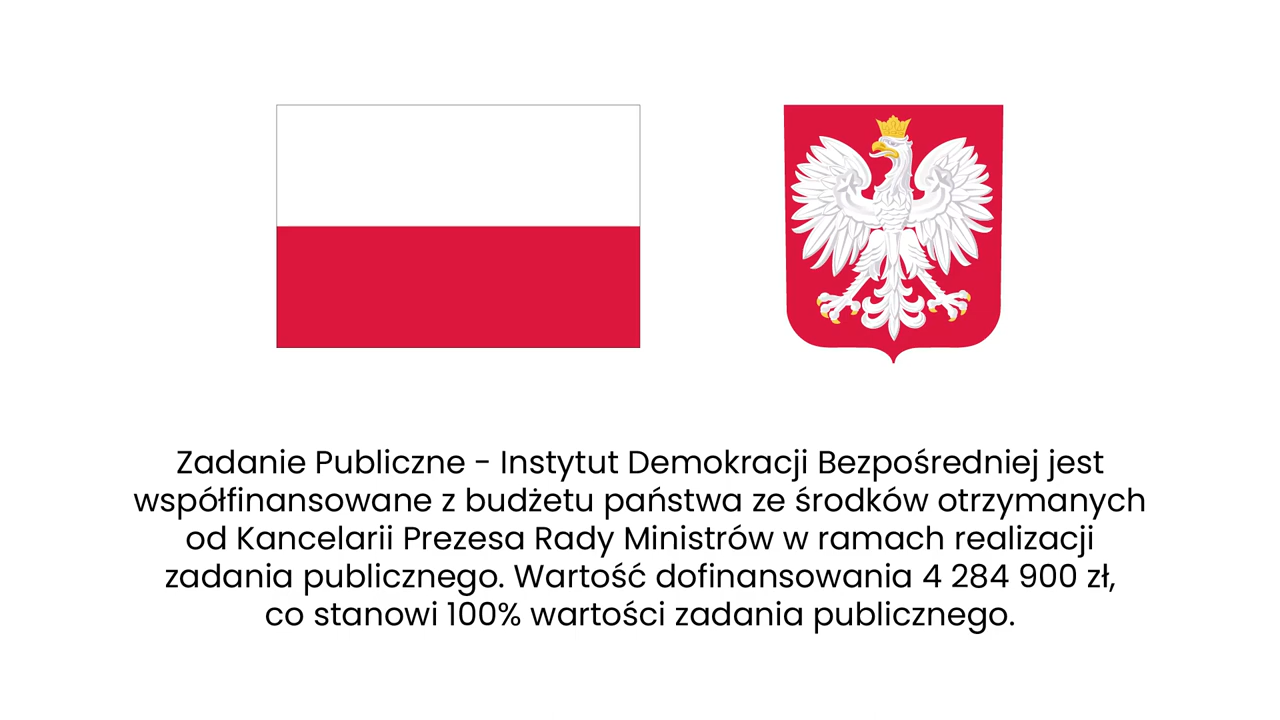 Zadanie Publiczne - Instytut Demokracji Bezpośredniej jest
współfinansowane z budżetu państwa ze środków otrzymanych
od Kancelarii Prezesa Rady Ministrów w ramach realizacji
zadania publicznego. Wartość dofinansowania 4 284 900 zł,
co stanowi 100% wartości zadania publicznego.